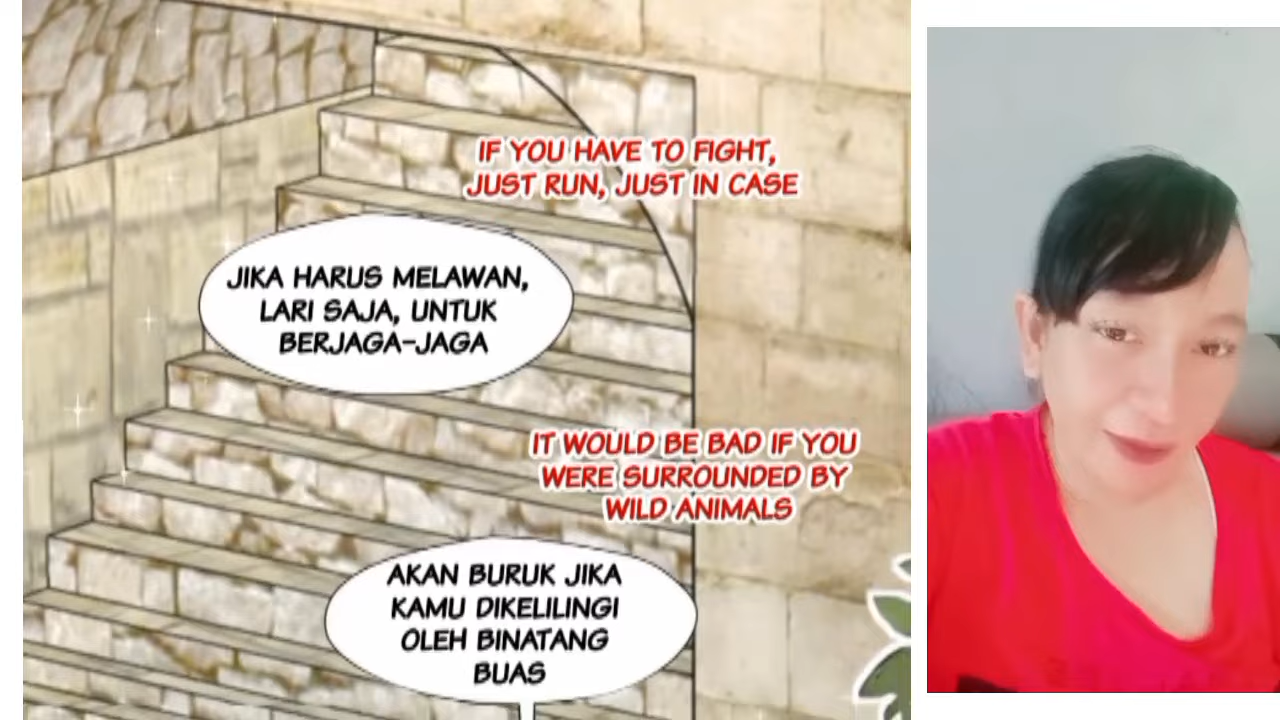 IF YOU HAVE TO FIGHT,
JUST RUN, JUST IN CASE
JIKA HARUS MELAWAN,
LARI SAJA, UNTUK
BERJAGA-JAGA
IT WOULD BE BAD IF YOU
WERE SURROUNDED BY
WILD ANIMALS
AKAN BURUK JIKA
KAMU DIKELILINGI
OLEH BINATANG
BUAS